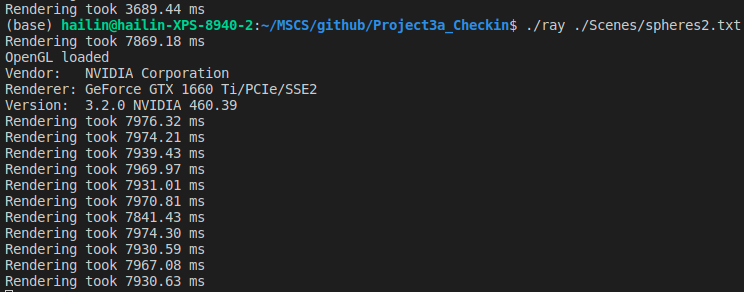 Rendering took 3689.44 ms
(base) hailin@hailin-XPS-8940-2:~/MSCS/github/Project3a_Checkin$ ./ray ./Scenes/spheres2.txt
Rendering took 7869.18 ms
OpenGL loaded
Vendor:   NVIDIA Corporation
Renderer: GeForce GTX 1660 Ti/PCIe/SSE2
Version:  3.2.0 NVIDIA 460.39
Rendering took 7976.32 ms
Rendering took 7974.21 ms
Rendering took 7939.43 ms
Rendering took 7969.97 ms
Rendering took 7931.01 ms
Rendering took 7970.81 ms
Rendering took 7841.43 ms
Rendering took 7974.30 ms
Rendering took 7930.59 ms
Rendering took 7967.08 ms
Rendering took 7930.63 ms